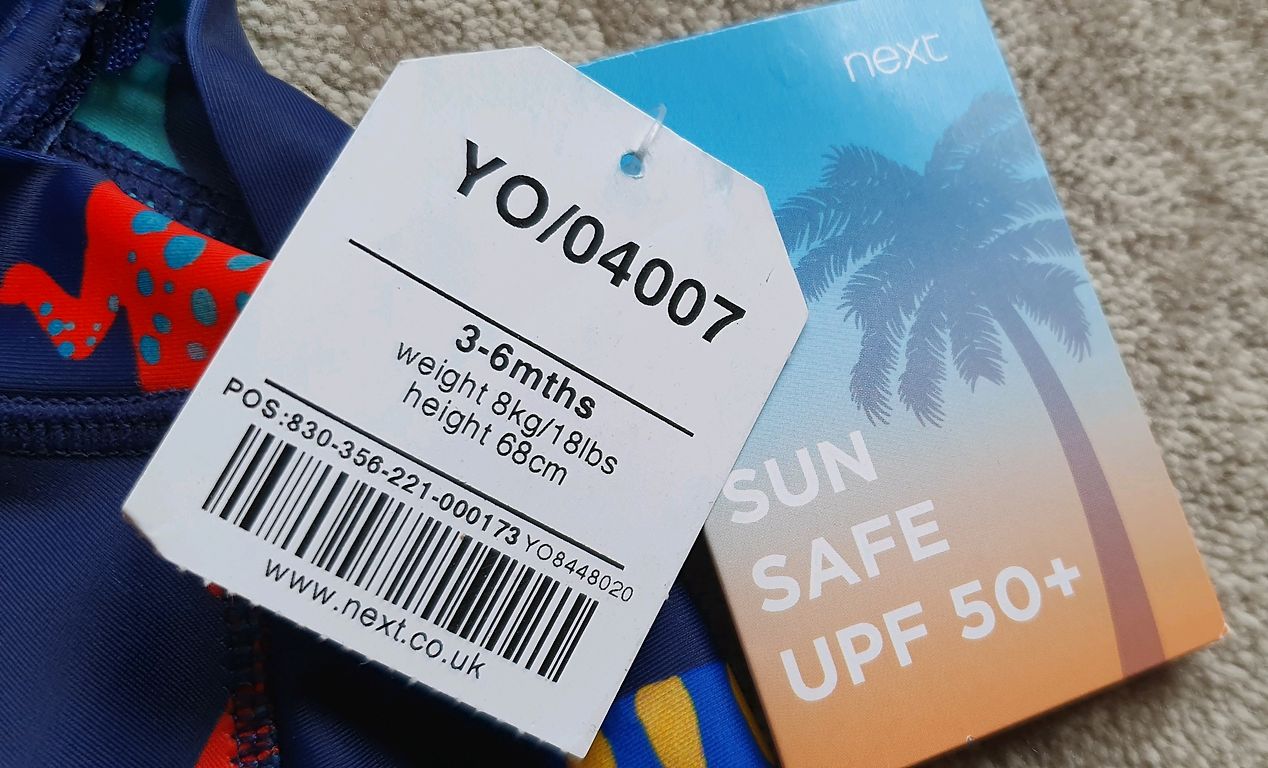 YO/04007
3-6mths
weight 8kg/18lbs
height 68cm
POS:830-356-221-000173 YO8448020
www.next.co.uk
next
SUN
SAFE
UPF 50+